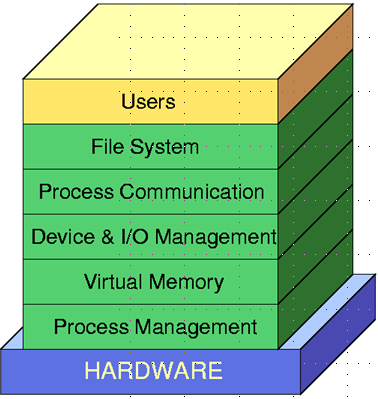 Users
File System
Process Communication
Device & I/O Management
Virtual Memory
Process Management
HARDWARE